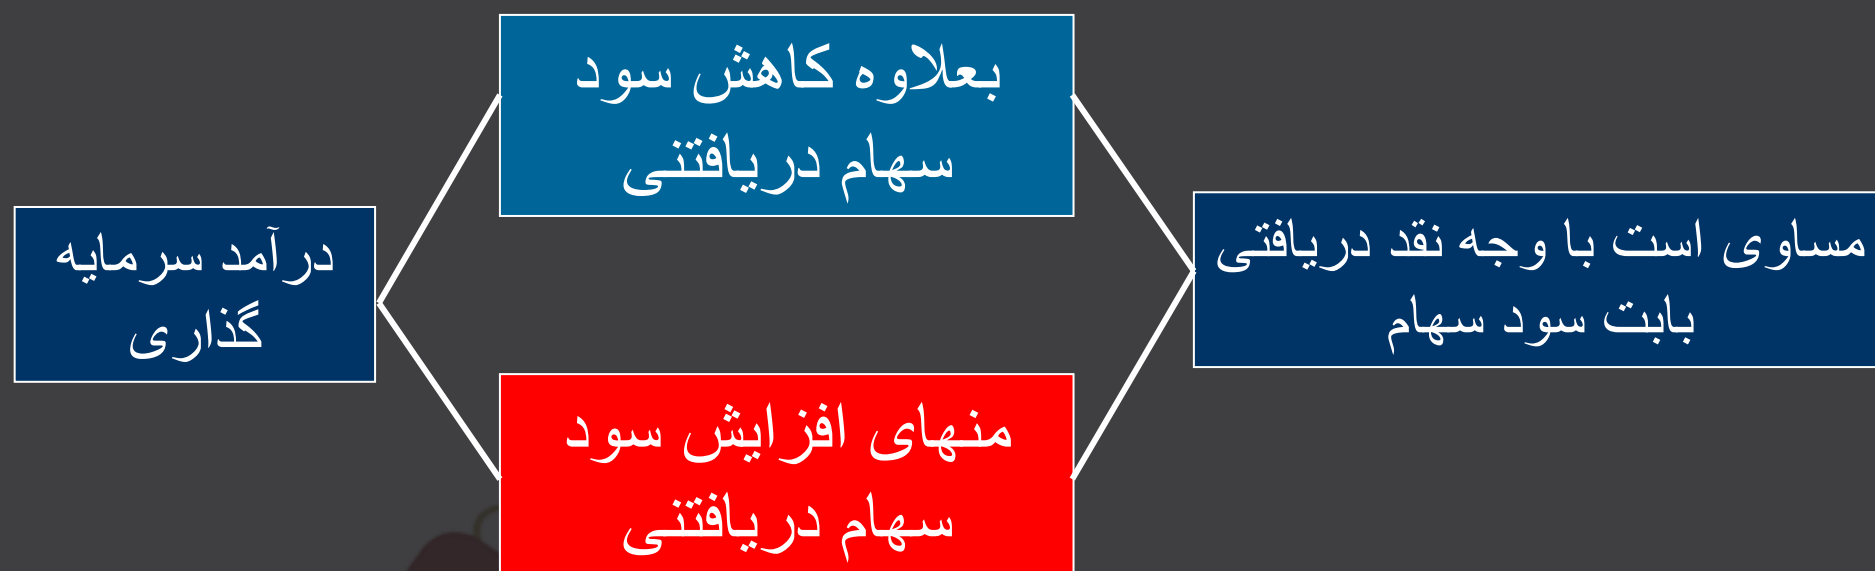 بعلاوه کاهش سود
سهام دریافتنی
درآمد سرمایه
گذاری
مساوی است با وجه نقد دریافتی
بابت سود سهام
منهای افزایش سود
سهام دریافتنی